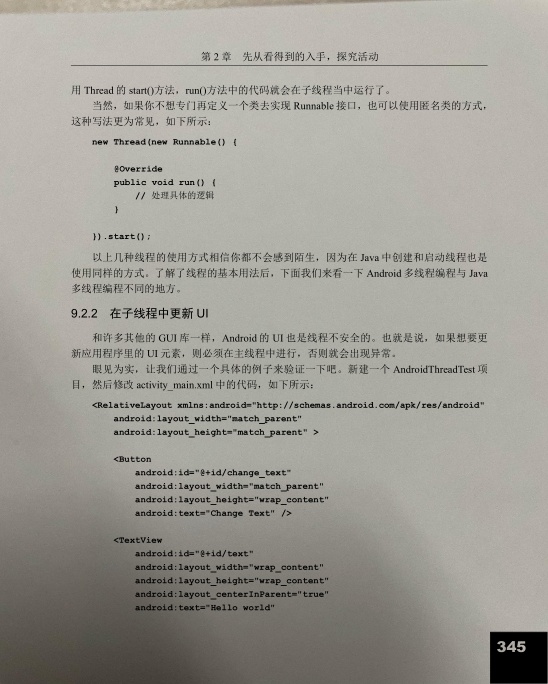 第 2 章　先从看得到的入手，探究活动
用 Thread 的 start()方法，run()方法中的代码就会在子线程当中运行了。
当然，如果你不想专门再定义一个类去实现 Runnable 接口，也可以使用匿名类的方式，
这种写法更为常见，如下所示：
new Thread(new Runnable() {
@Override
public void run() {
// 处理具体的逻辑
}
}).start();
以上几种线程的使用方式相信你都不会感到陌生，因为在 Java 中创建和启动线程也是
使用同样的方式。了解了线程的基本用法后，下面我们来看一下 Android 多线程编程与 Java
多线程编程不同的地方。
9.2.2　在子线程中更新 UI
和许多其他的 GUI 库一样，Android 的 UI 也是线程不安全的。也就是说，如果想要更
新应用程序里的 UI 元素，则必须在主线程中进行，否则就会出现异常。
眼见为实，让我们通过一个具体的例子来验证一下吧。新建一个 AndroidThreadTest 项
目，然后修改 activity_main.xml 中的代码，如下所示：
<RelativeLayout xmlns:android="http://schemas.android.com/apk/res/android"
android:layout_width="match_parent"
android:layout_height="match_parent" >
<Button
android:id="@+id/change_text"
android:layout_width="match_parent"
android:layout_height="wrap_content"
android:text="Change Text" />
<TextView
android:id="@+id/text"
android:layout_width="wrap_content"
android:layout_height="wrap_content"
android:layout_centerInParent="true"
android:text="Hello world"
345